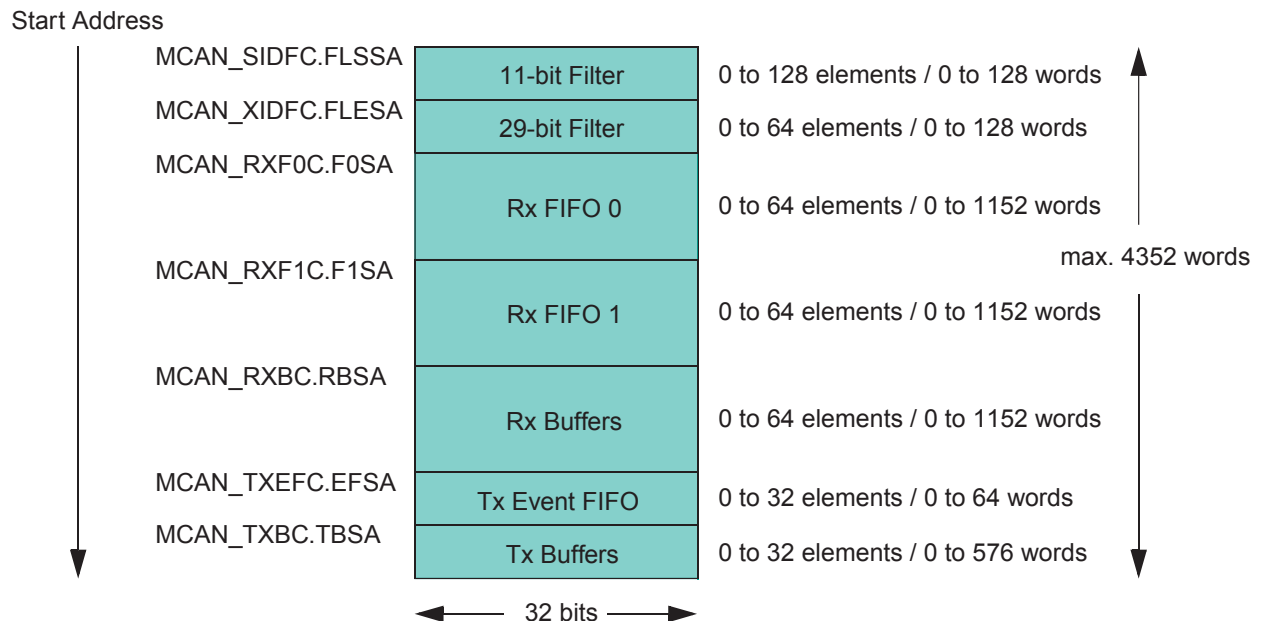 Start Address
MCAN_SIDFC.FLSSA
11-bit Filter
0 to 128 elements / 0 to 128 words
MCAN_XIDFC.FLESA
29-bit Filter
0 to 64 elements / 0 to 128 words
MCAN_RXF0C.F0SA
Rx FIFO 0
0 to 64 elements / 0 to 1152 words
max. 4352 words
MCAN_RXF1C.F1SA
Rx FIFO 1
0 to 64 elements / 0 to 1152 words
MCAN_RXBC.RBSA
Rx Buffers
0 to 64 elements / 0 to 1152 words
MCAN_TXEFC.EFSA
Tx Event FIFO
0 to 32 elements / 0 to 64 words
MCAN_TXBC.TBSA
Tx Buffers
0 to 32 elements / 0 to 576 words
32 bits